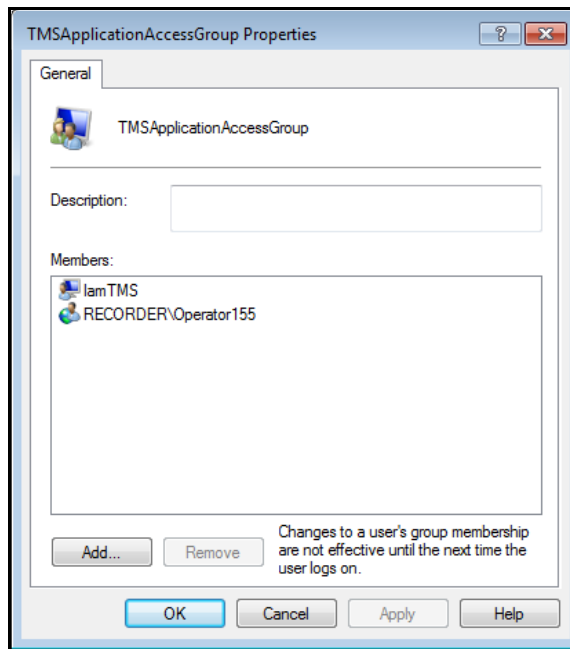 TMSApplicationAccessGroup Properties
?
General
TMSApplicationAccessGroup
Description:
Members:
IamTMS
RECORDER\Operator155
Add...
Remove
Changes to a user's group membership
are not effective until the next time the
user logs on.
OK
Cancel
Apply
Help